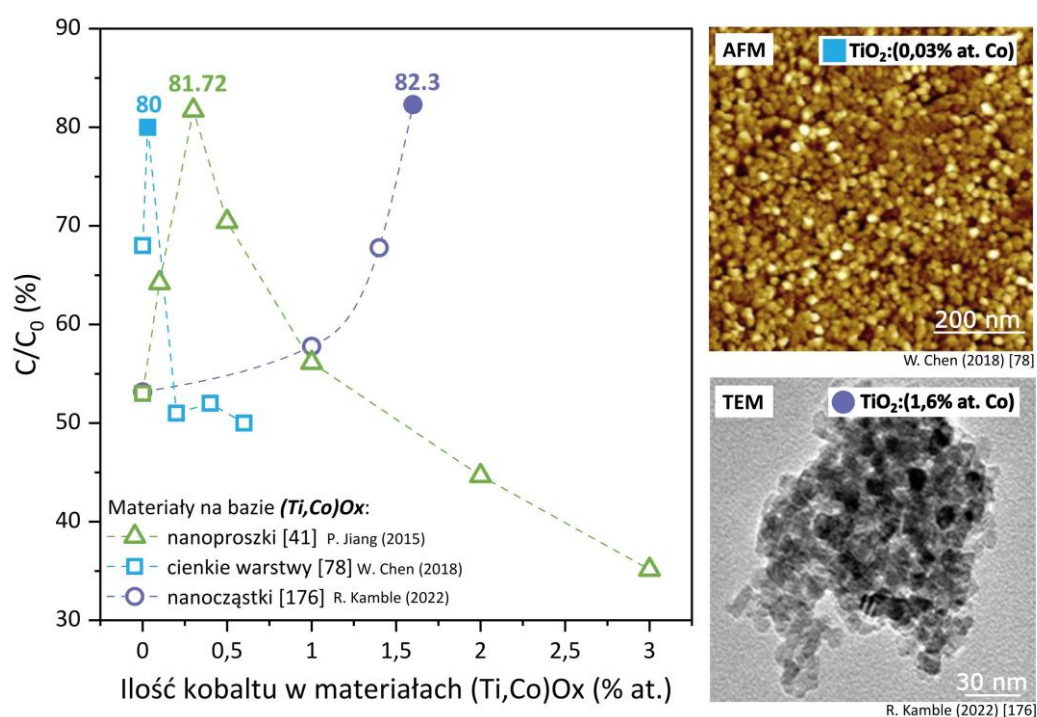 90
80
70
60
50
40
30
C/C₀ (%)
80
81.72
82.3
Materiały na bazie (Ti,Co)Ox:
nanoproszki [41] P. Jiang (2015)
cienkie warstwy [78] W. Chen (2018)
nanocząstki [176] R. Kamble (2022)
0 0,5 1 1,5 2 2,5 3
Ilość kobaltu w materiałach (Ti,Co)Ox (% at.)
AFM
TiO₂:(0,03% at. Co)
200 nm
W. Chen (2018) [78]
TEM
TiO₂:(1,6% at. Co)
30 nm
R. Kamble (2022) [176]